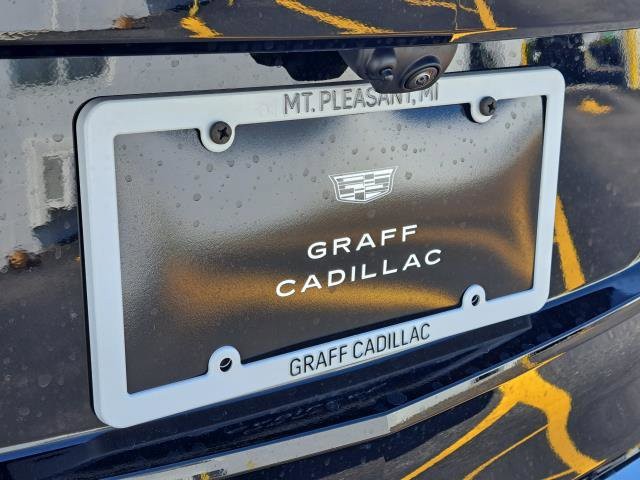 MT. PLEASANT, MI
GRAFF
CADILLAC
GRAFF CADILLAC